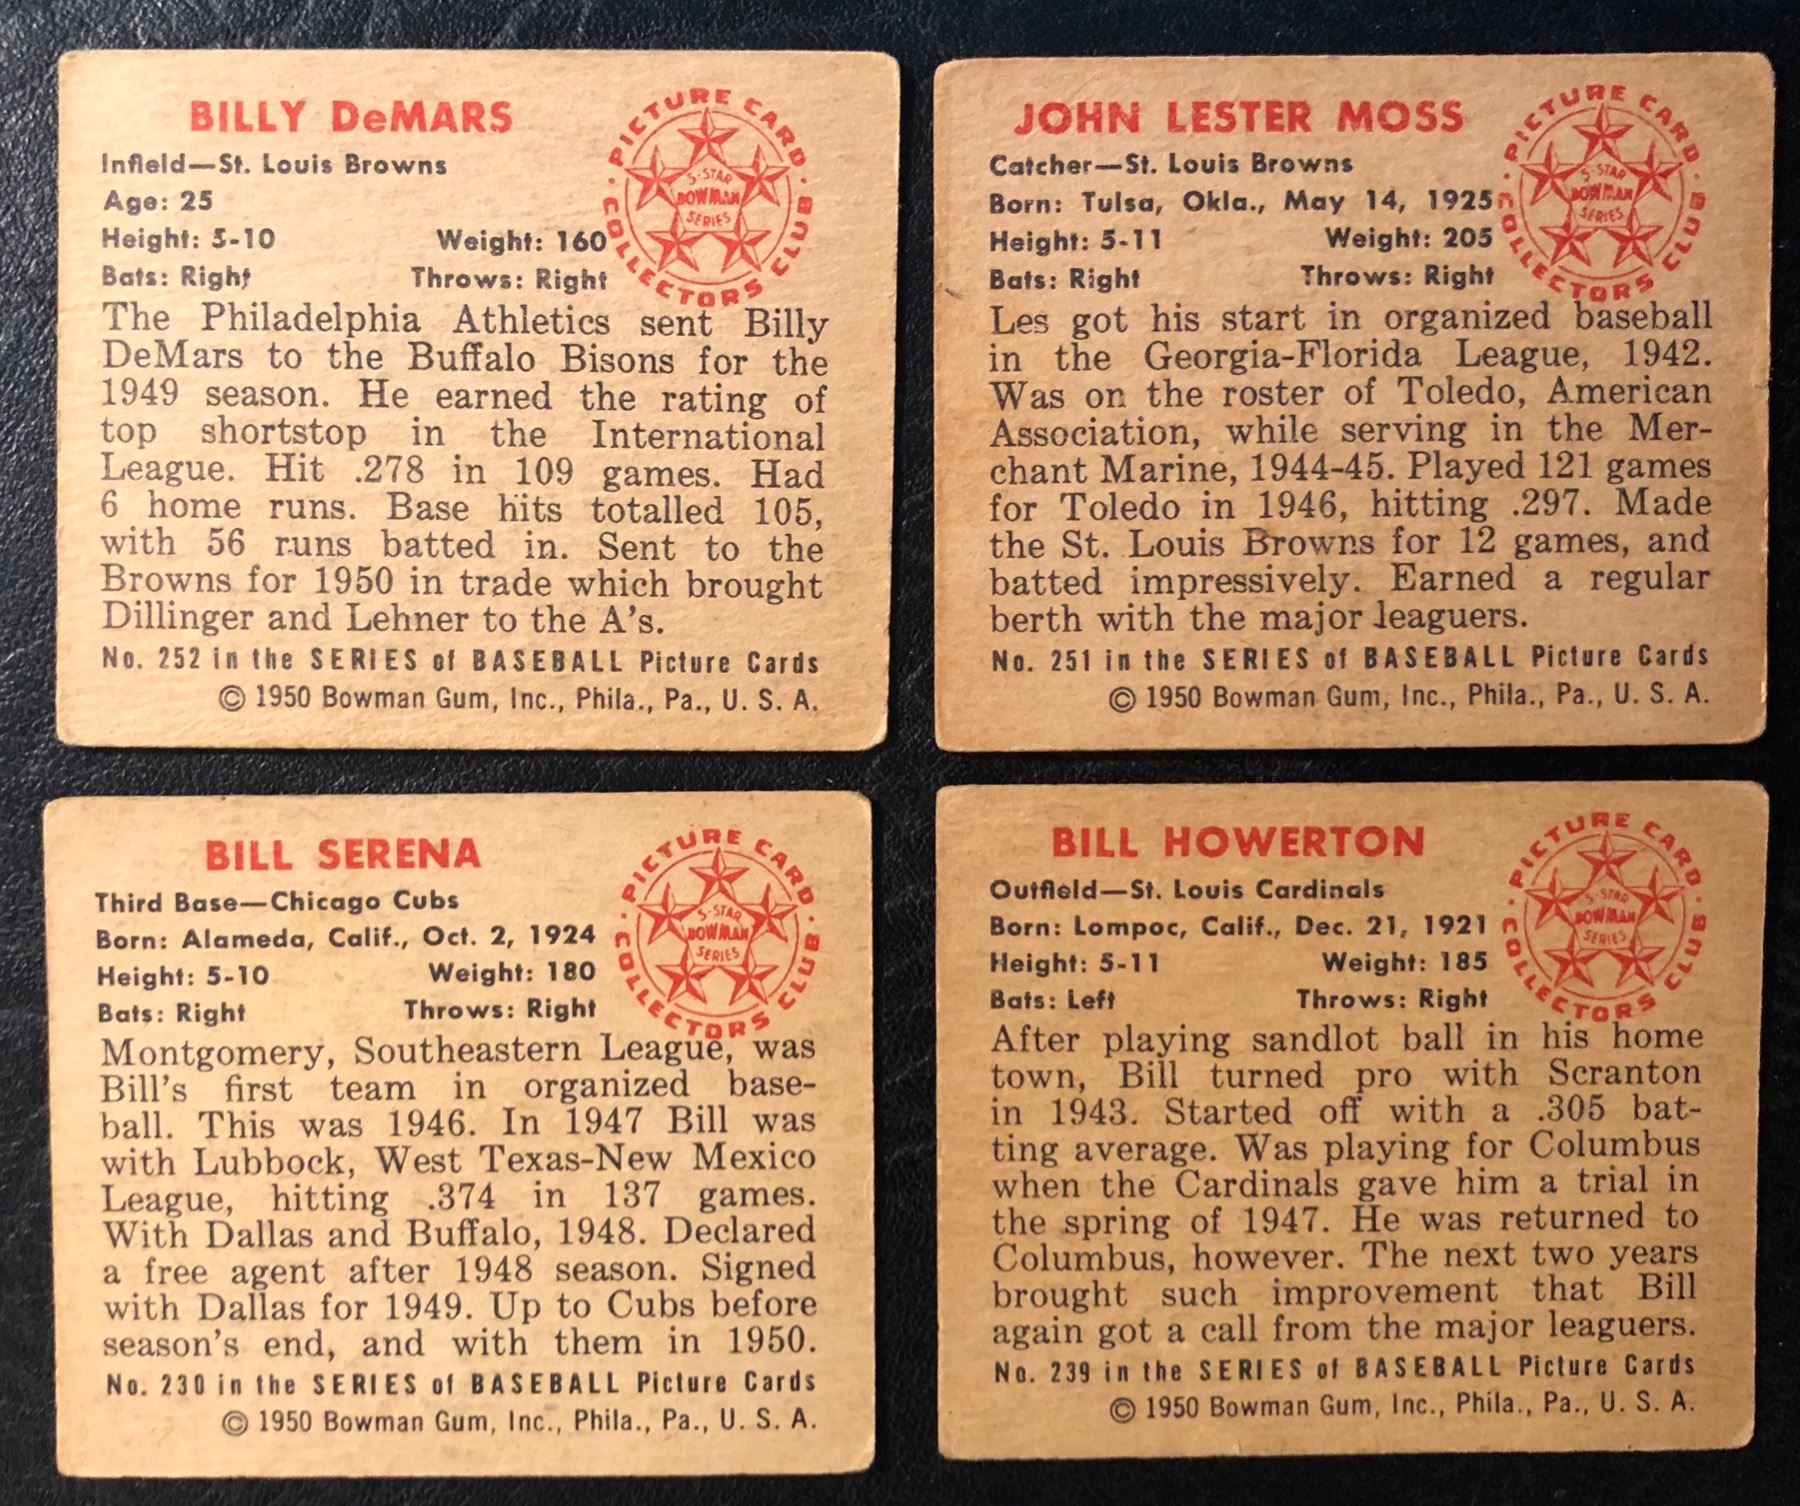 BILLY DeMARS
Infield—St. Louis Browns
Age: 25
Height: 5-10 Weight: 160
Bats: Right Throws: Right
PICTURE CARD
COLLECTORS CLUB
5-STAR
BOWMAN
SERIES
The Philadelphia Athletics sent Billy
DeMars to the Buffalo Bisons for the
1949 season. He earned the rating of
top shortstop in the International
League. Hit .278 in 109 games. Had
6 home runs. Base hits totalled 105,
with 56 runs batted in. Sent to the
Browns for 1950 in trade which brought
Dillinger and Lehner to the A's.
No. 252 in the SERIES of BASEBALL Picture Cards
© 1950 Bowman Gum, Inc., Phila., Pa., U. S. A.
JOHN LESTER MOSS
Catcher—St. Louis Browns
Born: Tulsa, Okla., May 14, 1925
Height: 5-11 Weight: 205
Bats: Right Throws: Right
PICTURE CARD
COLLECTORS CLUB
5-STAR
BOWMAN
SERIES
Les got his start in organized baseball
in the Georgia-Florida League, 1942.
Was on the roster of Toledo, American
Association, while serving in the Mer-
chant Marine, 1944-45. Played 121 games
for Toledo in 1946, hitting .297. Made
the St. Louis Browns for 12 games, and
batted impressively. Earned a regular
berth with the major leaguers.
No. 251 in the SERIES of BASEBALL Picture Cards
© 1950 Bowman Gum, Inc., Phila., Pa., U. S. A.
BILL SERENA
Third Base—Chicago Cubs
Born: Alameda, Calif., Oct. 2, 1924
Height: 5-10 Weight: 180
Bats: Right Throws: Right
PICTURE CARD
COLLECTORS CLUB
5-STAR
BOWMAN
SERIES
Montgomery, Southeastern League, was
Bill's first team in organized base-
ball. This was 1946. In 1947 Bill was
with Lubbock, West Texas-New Mexico
League, hitting .374 in 137 games.
With Dallas and Buffalo, 1948. Declared
a free agent after 1948 season. Signed
with Dallas for 1949. Up to Cubs before
season's end, and with them in 1950.
No. 230 in the SERIES of BASEBALL Picture Cards
© 1950 Bowman Gum, Inc., Phila., Pa., U. S. A.
BILL HOWERTON
Outfield—St. Louis Cardinals
Born: Lompoc, Calif., Dec. 21, 1921
Height: 5-11 Weight: 185
Bats: Left Throws: Right
PICTURE CARD
COLLECTORS CLUB
5-STAR
BOWMAN
SERIES
After playing sandlot ball in his home
town, Bill turned pro with Scranton
in 1943. Started off with a .305 bat-
ting average. Was playing for Columbus
when the Cardinals gave him a trial in
the spring of 1947. He was returned to
Columbus, however. The next two years
brought such improvement that Bill
again got a call from the major leaguers.
No. 239 in the SERIES of BASEBALL Picture Cards
© 1950 Bowman Gum, Inc., Phila., Pa., U. S. A.